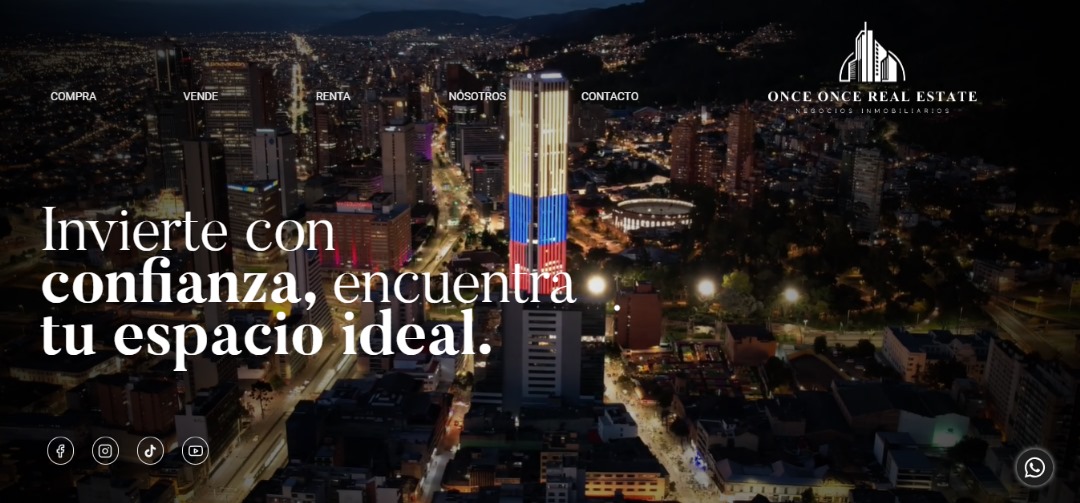 COMPRA
VENDE
RENTA
NOSOTROS
CONTACTO
ONCE ONCE REAL ESTATE
NEGOCIOS INMOBILIARIOS
Invierte con
confianza, encuentra
tu espacio ideal.